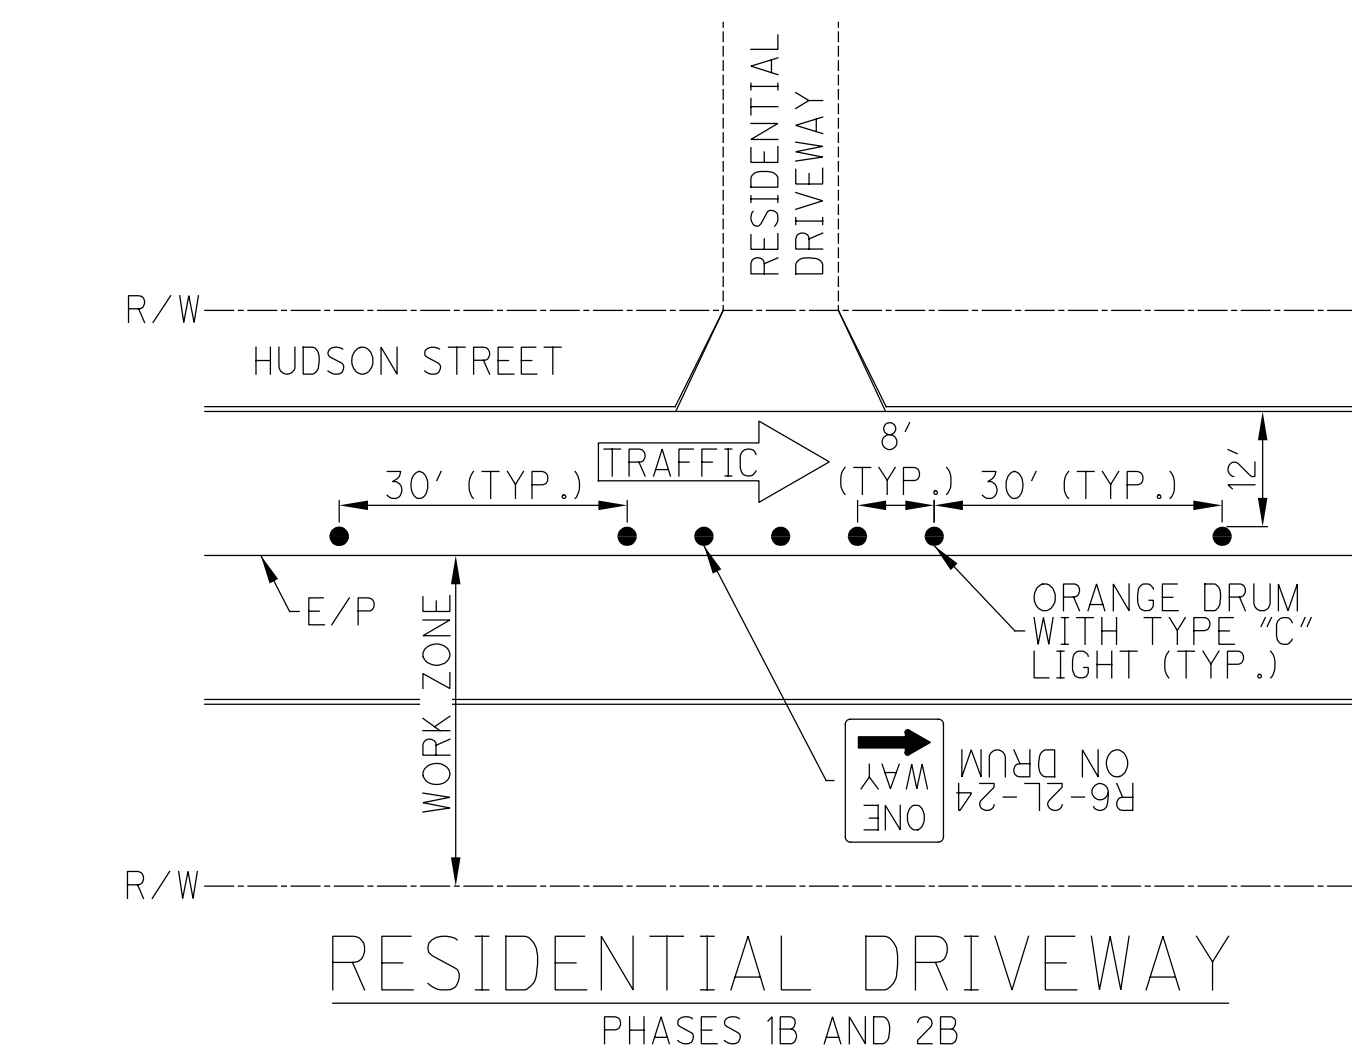 RESIDENTIAL
DRIVEWAY
R/W
HUDSON STREET
TRAFFIC
8'
(TYP.)
30' (TYP.)
30' (TYP.)
12'
E/P
WORK ZONE
ORANGE DRUM
WITH TYPE "C"
LIGHT (TYP.)
ONE
WAY
R6-2L-24
ON DRUM
R/W
RESIDENTIAL DRIVEWAY
PHASES 1B AND 2B